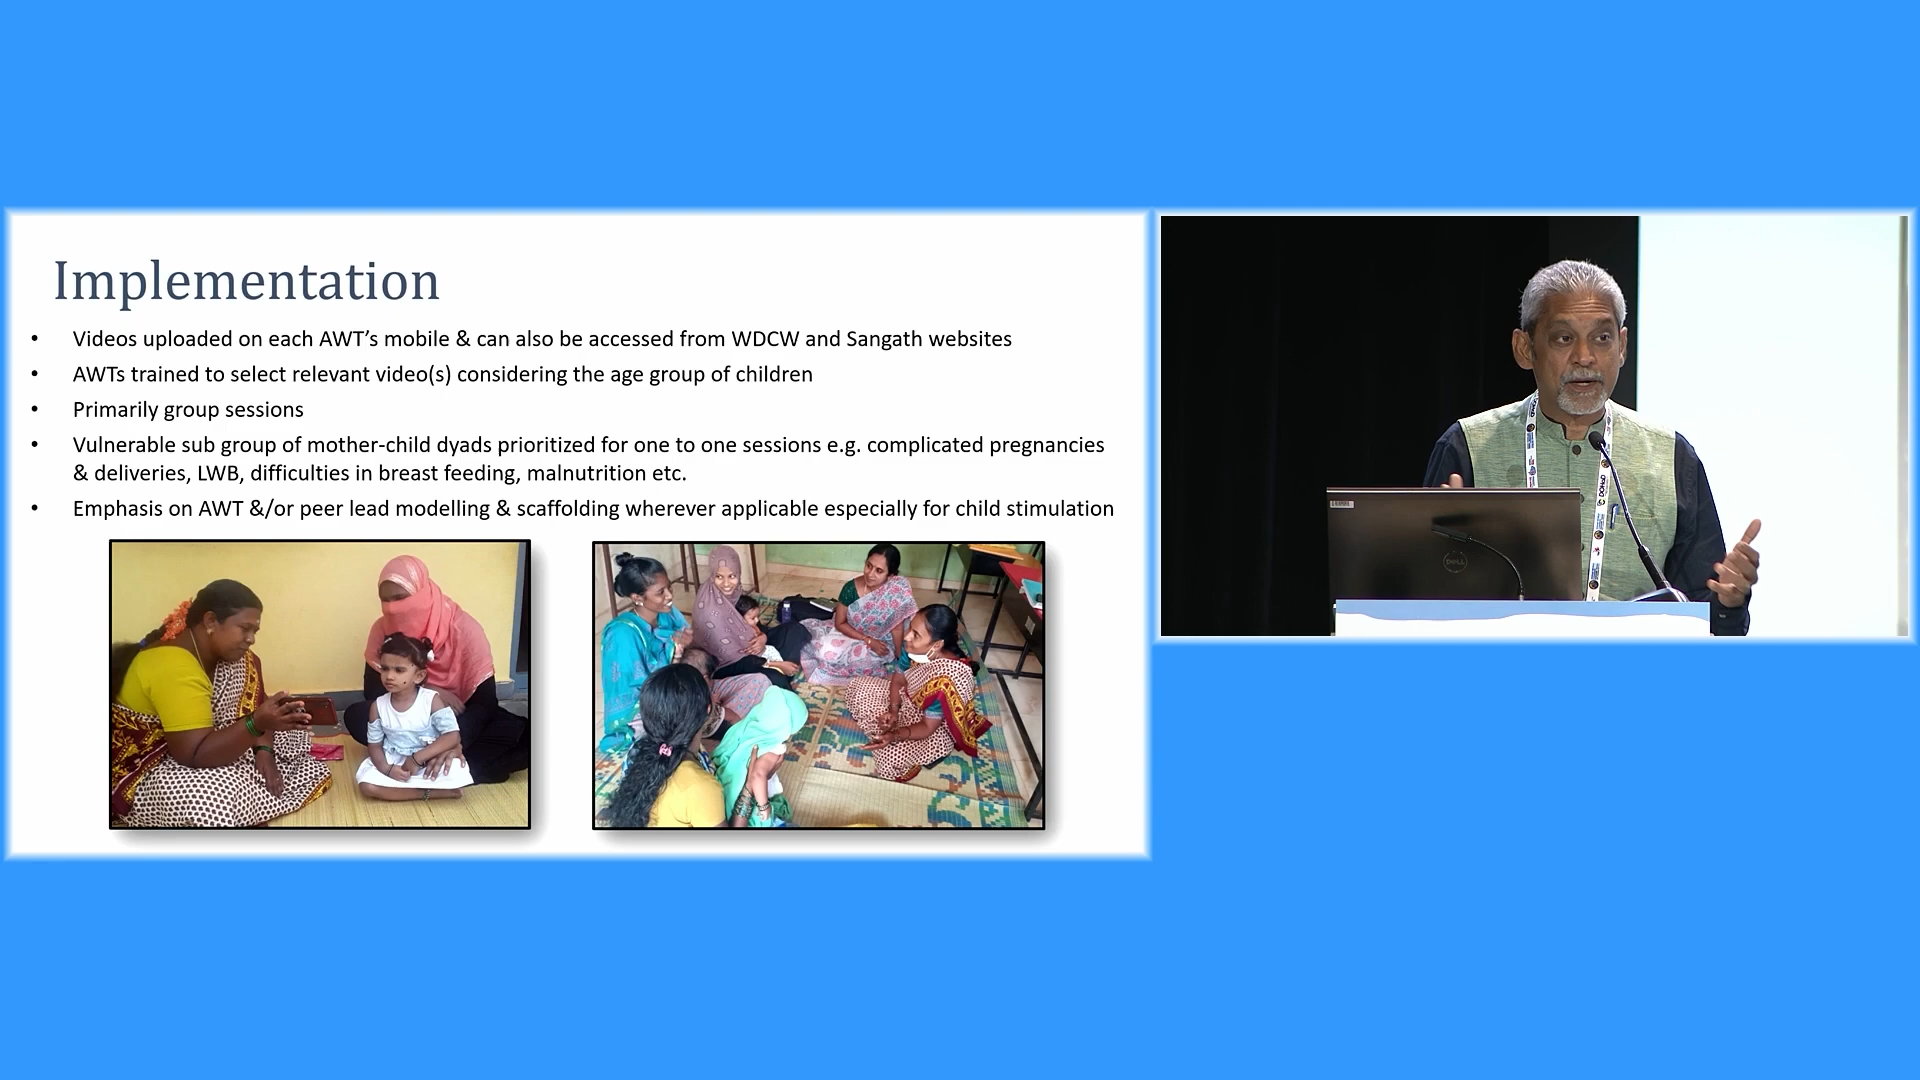 Implementation
• Videos uploaded on each AWT’s mobile & can also be accessed from WDCW and Sangath websites
• AWTs trained to select relevant video(s) considering the age group of children
• Primarily group sessions
• Vulnerable sub group of mother-child dyads prioritized for one to one sessions e.g. complicated pregnancies
& deliveries, LWB, difficulties in breast feeding, malnutrition etc.
• Emphasis on AWT &/or peer lead modelling & scaffolding wherever applicable especially for child stimulation
DELL